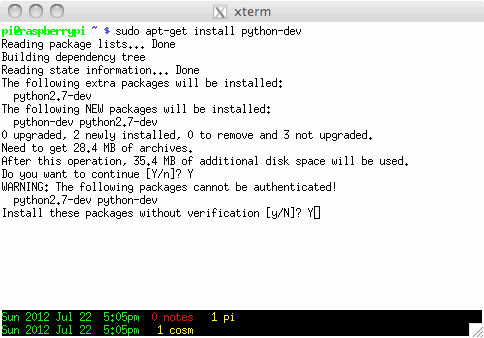 xterm
pi@raspberrypi ~ $ sudo apt-get install python-dev
Reading package lists... Done
Building dependency tree
Reading state information... Done
The following extra packages will be installed:
  python2.7-dev
The following NEW packages will be installed:
  python-dev python2.7-dev
0 upgraded, 2 newly installed, 0 to remove and 3 not upgraded.
Need to get 28.4 MB of archives.
After this operation, 35.4 MB of additional disk space will be used.
Do you want to continue [Y/n]? Y
WARNING: The following packages cannot be authenticated!
  python2.7-dev python-dev
Install these packages without verification [y/N]? Y
Sun 2012 Jul 22  5:05pm  0 notes   1 pi
Sun 2012 Jul 22  5:05pm   1 cosm